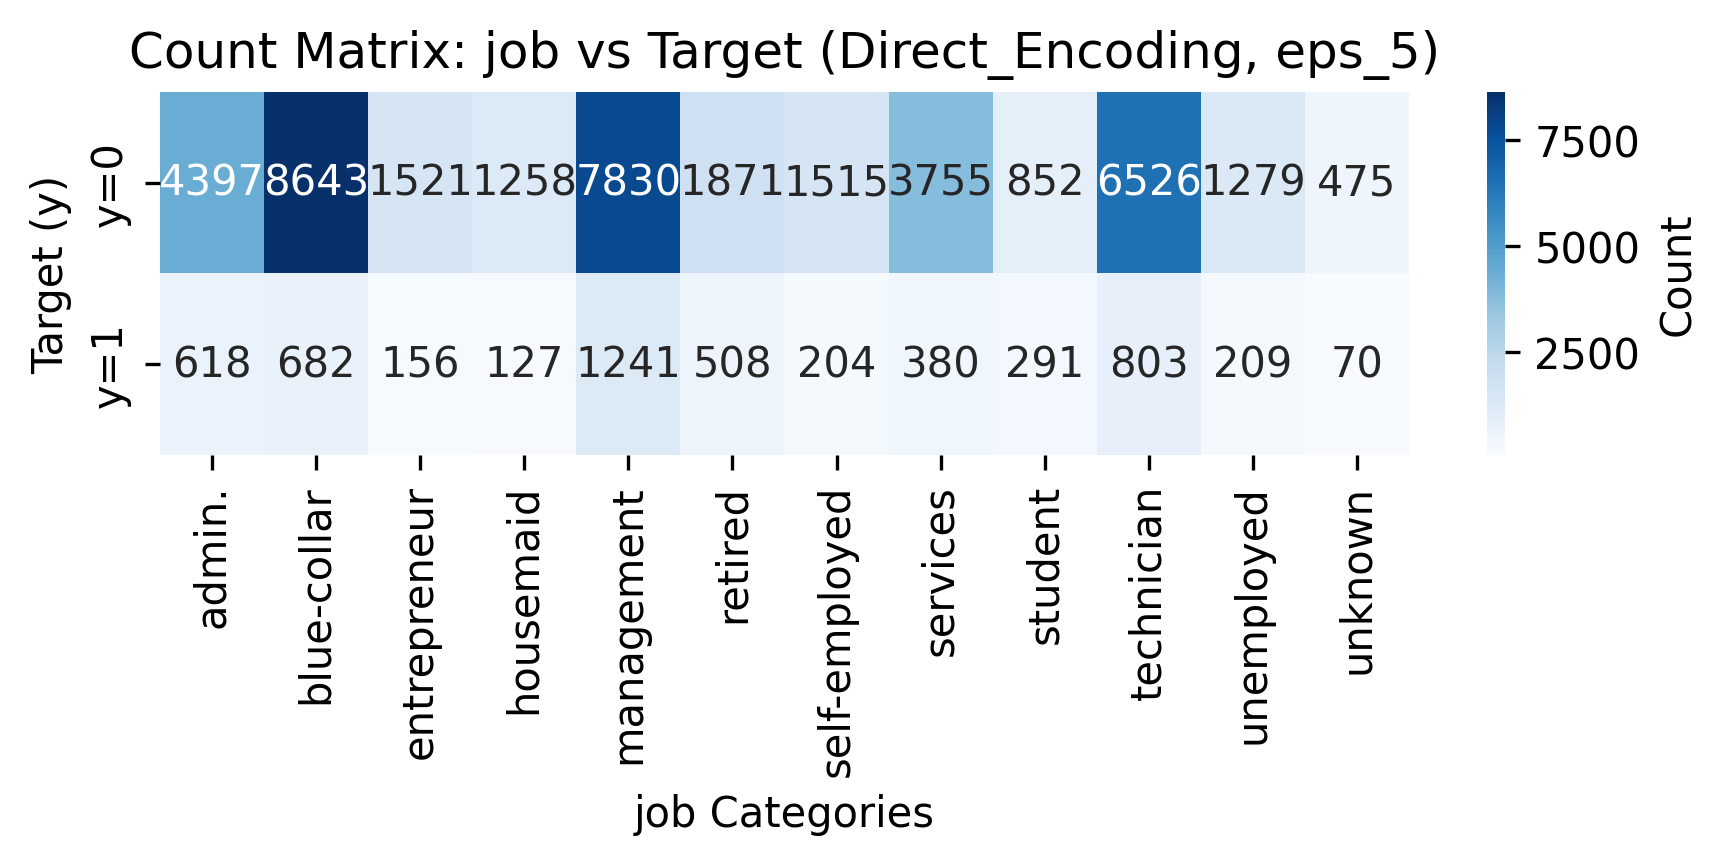 Count Matrix: job vs Target (Direct_Encoding, eps_5)
Target (y)
y=0
4397 8643 1521 1258 7830 1871 1515 3755 852 6526 1279 475
y=1
618 682 156 127 1241 508 204 380 291 803 209 70
admin.
blue-collar
entrepreneur
housemaid
management
retired
self-employed
services
student
technician
unemployed
unknown
job Categories
7500
5000
2500
Count